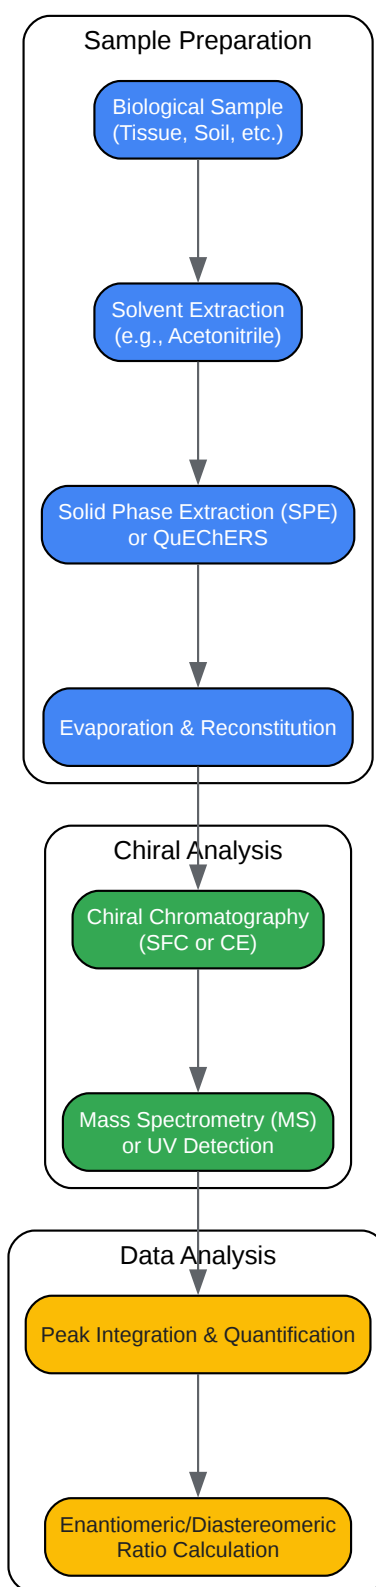 Sample Preparation
Biological Sample
(Tissue, Soil, etc.)
Solvent Extraction
(e.g., Acetonitrile)
Solid Phase Extraction (SPE)
or QuEChERS
Evaporation & Reconstitution
Chiral Analysis
Chiral Chromatography
(SFC or CE)
Mass Spectrometry (MS)
or UV Detection
Data Analysis
Peak Integration & Quantification
Enantiomeric/Diastereomeric
Ratio Calculation